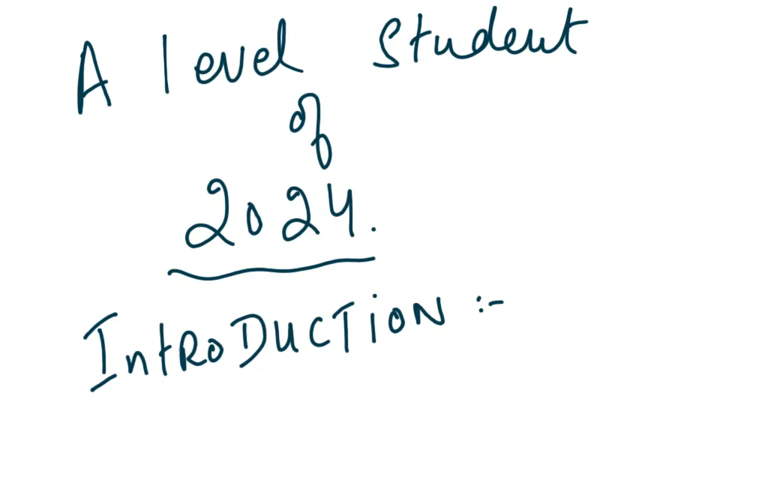 A level Student
of
2024.
INtRODUCTiON :-